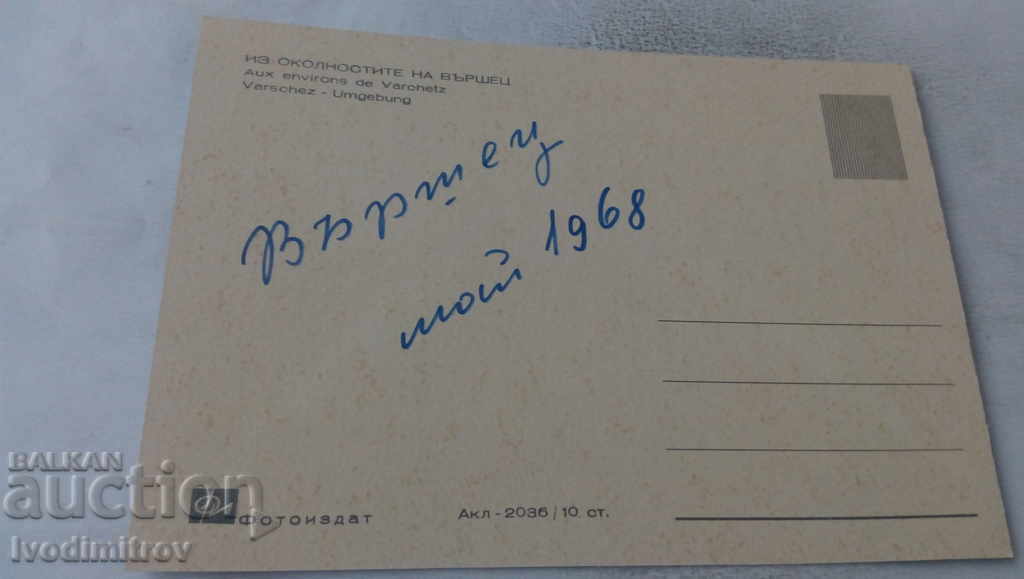 ИЗ ОКОЛНОСТИТЕ НА ВЪРШЕЦ
Aux environs de Varchetz
Varschez - Umgebung
Вършец
май 1968
Фотоиздат
Акл-2036/10 ст.
BALKAN
auction
Ivodimitrov